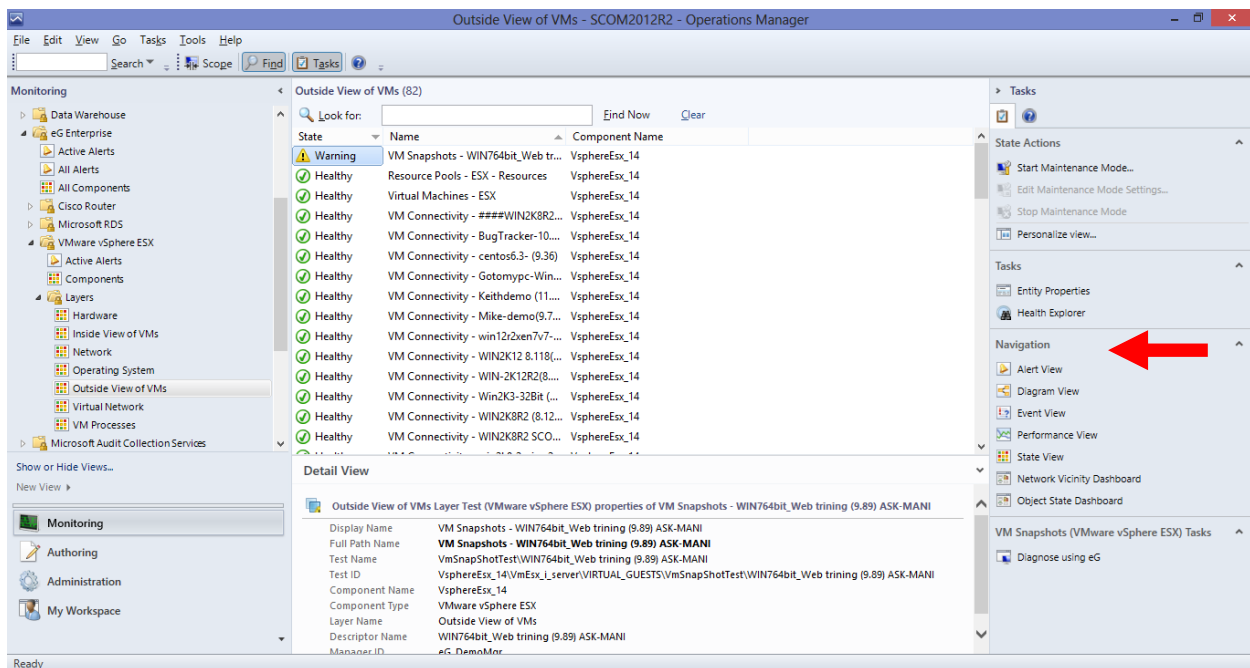 Outside View of VMs - SCOM2012R2 - Operations Manager
File Edit View Go Tasks Tools Help
Search Scope Find Tasks
Monitoring
Data Warehouse
eG Enterprise
Active Alerts
All Alerts
All Components
Cisco Router
Microsoft RDS
VMware vSphere ESX
Active Alerts
Components
Layers
Hardware
Inside View of VMs
Network
Operating System
Outside View of VMs
Virtual Network
VM Processes
Microsoft Audit Collection Services
Show or Hide Views...
New View
Monitoring
Authoring
Administration
My Workspace
Outside View of VMs (82)
Look for: Find Now Clear
State Name Component Name
Warning VM Snapshots - WIN764bit_Web tr... VsphereEsx_14
Healthy Resource Pools - ESX - Resources VsphereEsx_14
Healthy Virtual Machines - ESX VsphereEsx_14
Healthy VM Connectivity - ####WIN2K8R2... VsphereEsx_14
Healthy VM Connectivity - BugTracker-10.... VsphereEsx_14
Healthy VM Connectivity - centos6.3- (9.36) VsphereEsx_14
Healthy VM Connectivity - Gotomypc-Win... VsphereEsx_14
Healthy VM Connectivity - Keithdemo (11.... VsphereEsx_14
Healthy VM Connectivity - Mike-demo(9.7... VsphereEsx_14
Healthy VM Connectivity - win12r2xen7v7-... VsphereEsx_14
Healthy VM Connectivity - WIN2K12 8.118(... VsphereEsx_14
Healthy VM Connectivity - WIN-2K12R2(8.... VsphereEsx_14
Healthy VM Connectivity - Win2K3-32Bit (... VsphereEsx_14
Healthy VM Connectivity - WIN2K8R2 (8.12... VsphereEsx_14
Healthy VM Connectivity - WIN2K8R2 SCO... VsphereEsx_14
Detail View
Outside View of VMs Layer Test (VMware vSphere ESX) properties of VM Snapshots - WIN764bit_Web trining (9.89) ASK-MANI
Display Name VM Snapshots - WIN764bit_Web trining (9.89) ASK-MANI
Full Path Name VM Snapshots - WIN764bit_Web trining (9.89) ASK-MANI
Test Name VmSnapShotTest\WIN764bit_Web trining (9.89) ASK-MANI
Test ID VsphereEsx_14\VmEsx_i_server\VIRTUAL_GUESTS\VmSnapShotTest\WIN764bit_Web trining (9.89) ASK-MANI
Component Name VsphereEsx_14
Component Type VMware vSphere ESX
Layer Name Outside View of VMs
Descriptor Name WIN764bit_Web trining (9.89) ASK-MANI
Manager ID eG_DemoMgr
Tasks
State Actions
Start Maintenance Mode...
Edit Maintenance Mode Settings...
Stop Maintenance Mode
Personalize view...
Tasks
Entity Properties
Health Explorer
Navigation
Alert View
Diagram View
Event View
Performance View
State View
Network Vicinity Dashboard
Object State Dashboard
VM Snapshots (VMware vSphere ESX) Tasks
Diagnose using eG
Ready